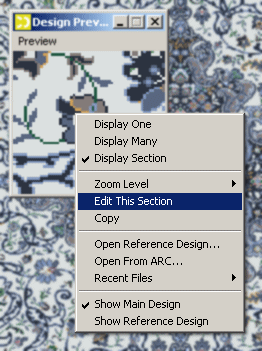 Design Prev...
Preview
Display One
Display Many
Display Section
Zoom Level
Edit This Section
Copy
Open Reference Design...
Open From ARC...
Recent Files
Show Main Design
Show Reference Design